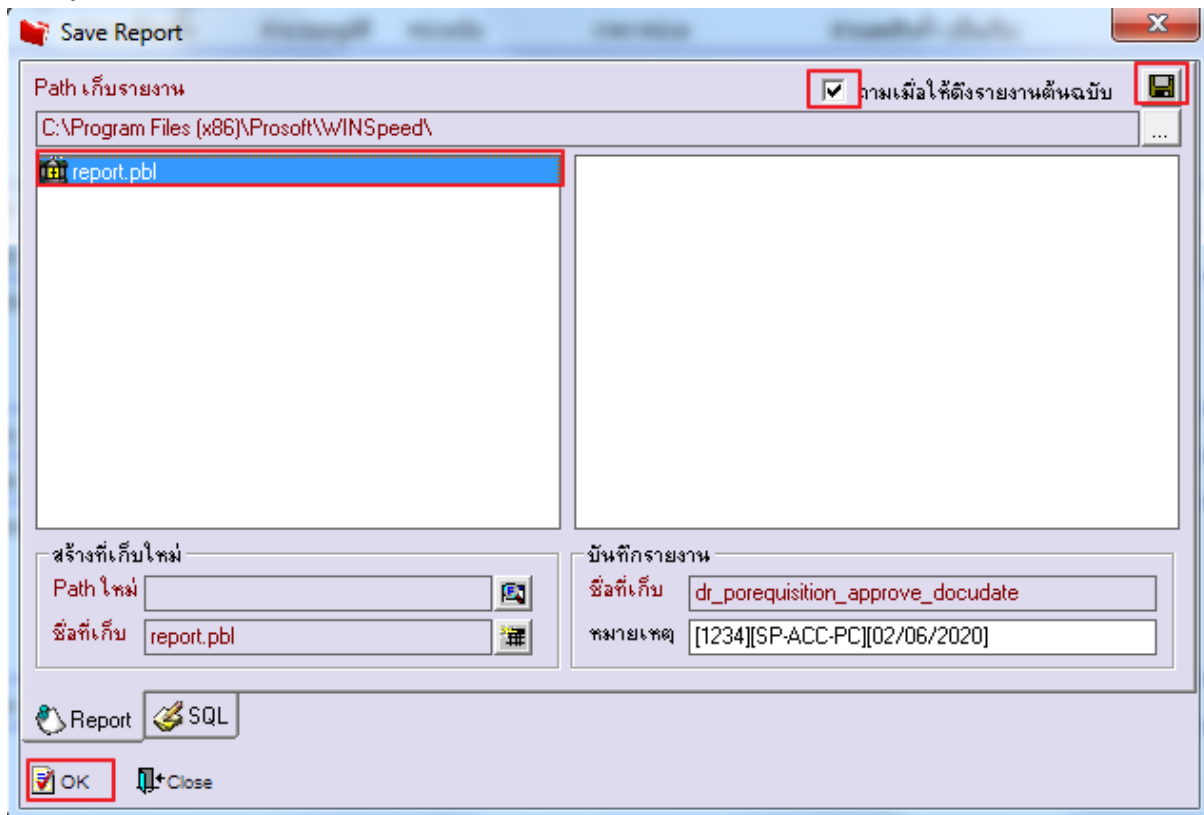 Save Report
Path เก็บรายงาน
ถามเมื่อให้ดึงรายงานต้นฉบับ
C:\Program Files (x86)\Prosoft\WINSpeed\
...
report.pbl
สร้างที่เก็บใหม่
Path ใหม่
ชื่อที่เก็บ report.pbl
บันทึกรายงาน
ชื่อที่เก็บ dr_porequisition_approve_docudate
หมายเหตุ [1234][SP-ACC-PC][02/06/2020]
Report SQL
OK Close